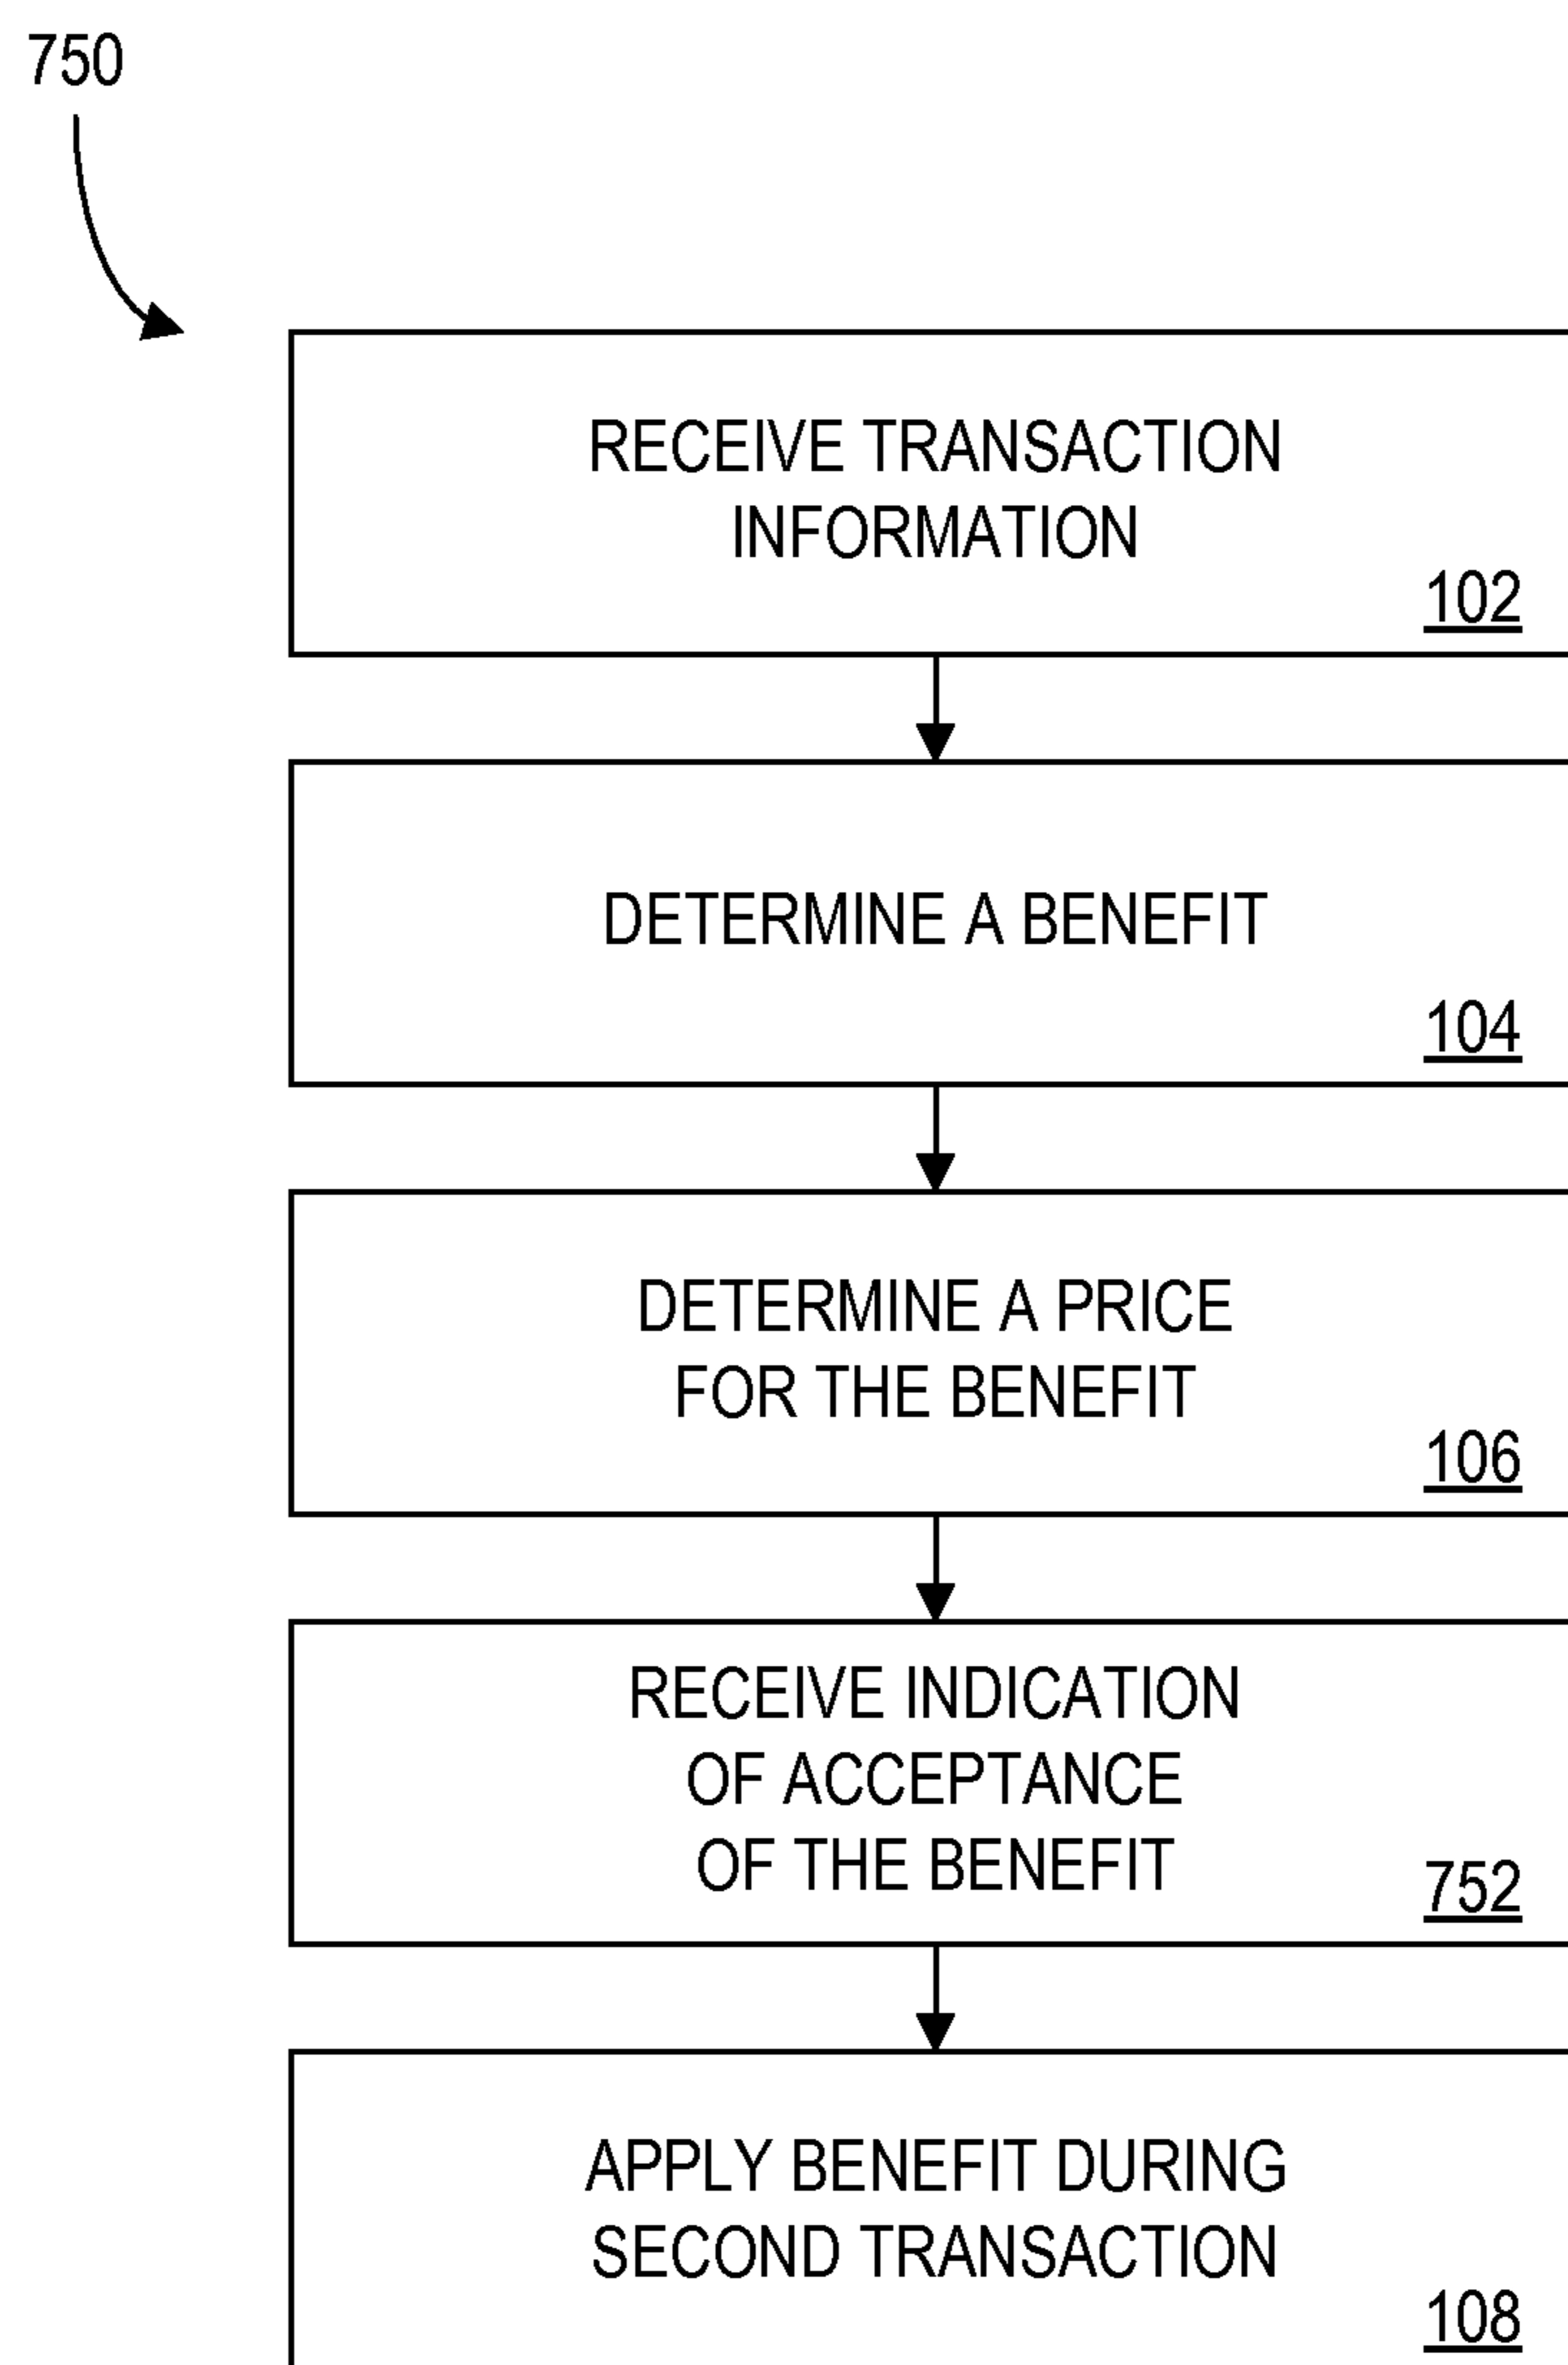 750
RECEIVE TRANSACTION
INFORMATION
102
DETERMINE A BENEFIT
104
DETERMINE A PRICE
FOR THE BENEFIT
106
RECEIVE INDICATION
OF ACCEPTANCE
OF THE BENEFIT
752
APPLY BENEFIT DURING
SECOND TRANSACTION
108